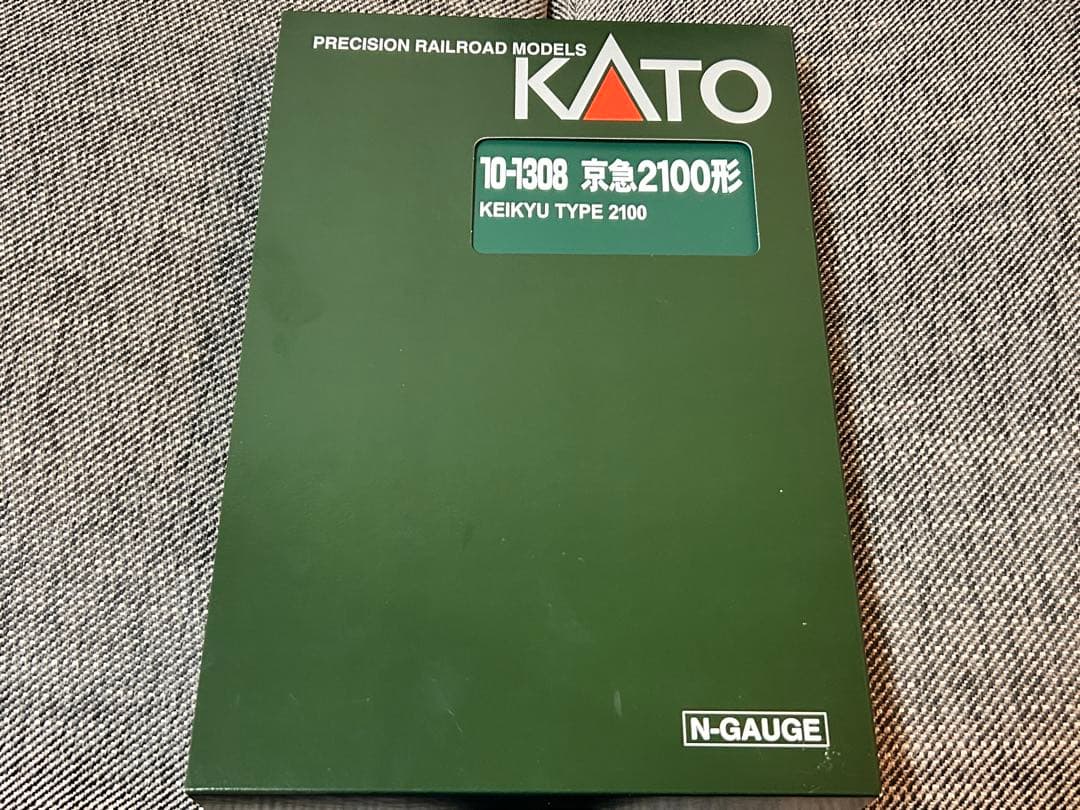 PRECISION RAILROAD MODELS
KATO
10-1308 京急2100形
KEIKYU TYPE 2100
N-GAUGE